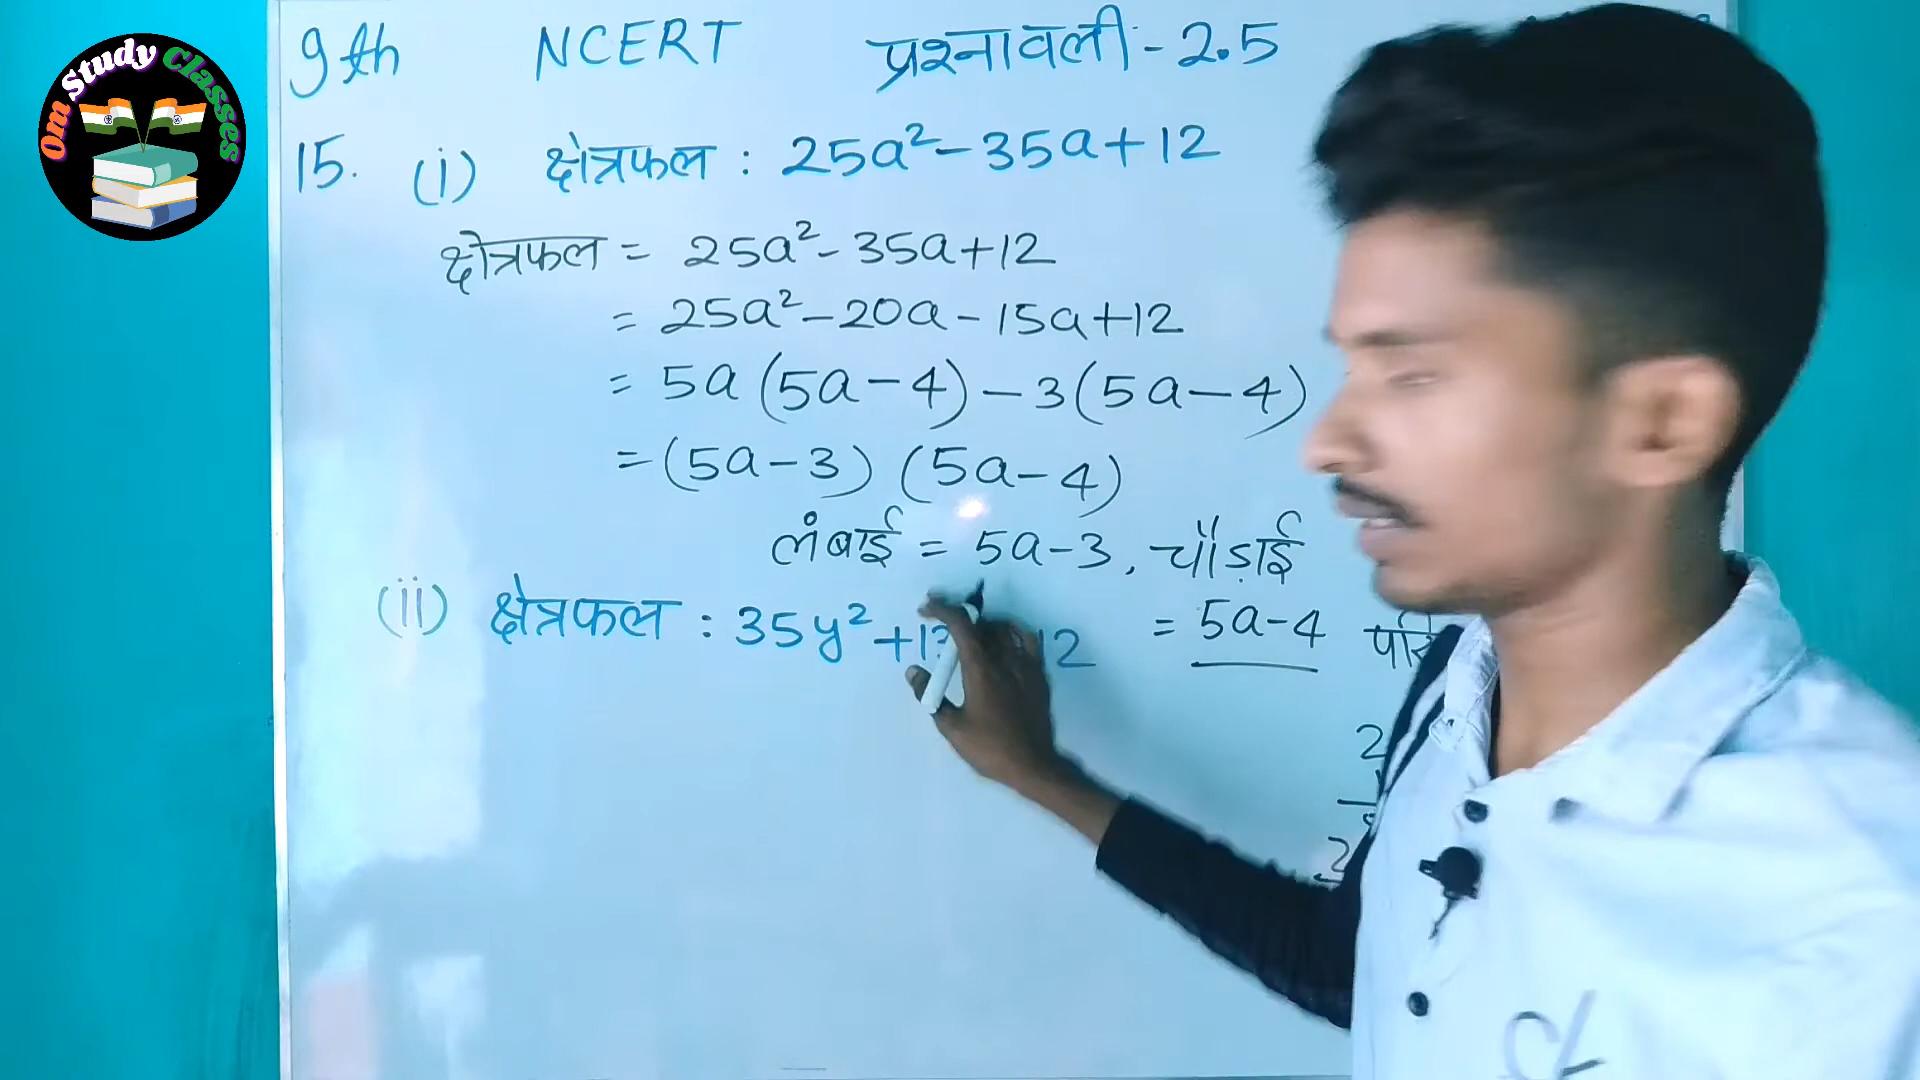 Om Study Classes
9th NCERT प्रश्नावली - 2.5
15. (i) क्षेत्रफल : 25a² - 35a + 12
क्षेत्रफल = 25a² - 35a + 12
= 25a² - 20a - 15a + 12
= 5a (5a - 4) - 3 (5a - 4)
= (5a - 3) (5a - 4)
लंबाई = 5a - 3, चौड़ाई
= 5a - 4
(ii) क्षेत्रफल : 35y² + 12